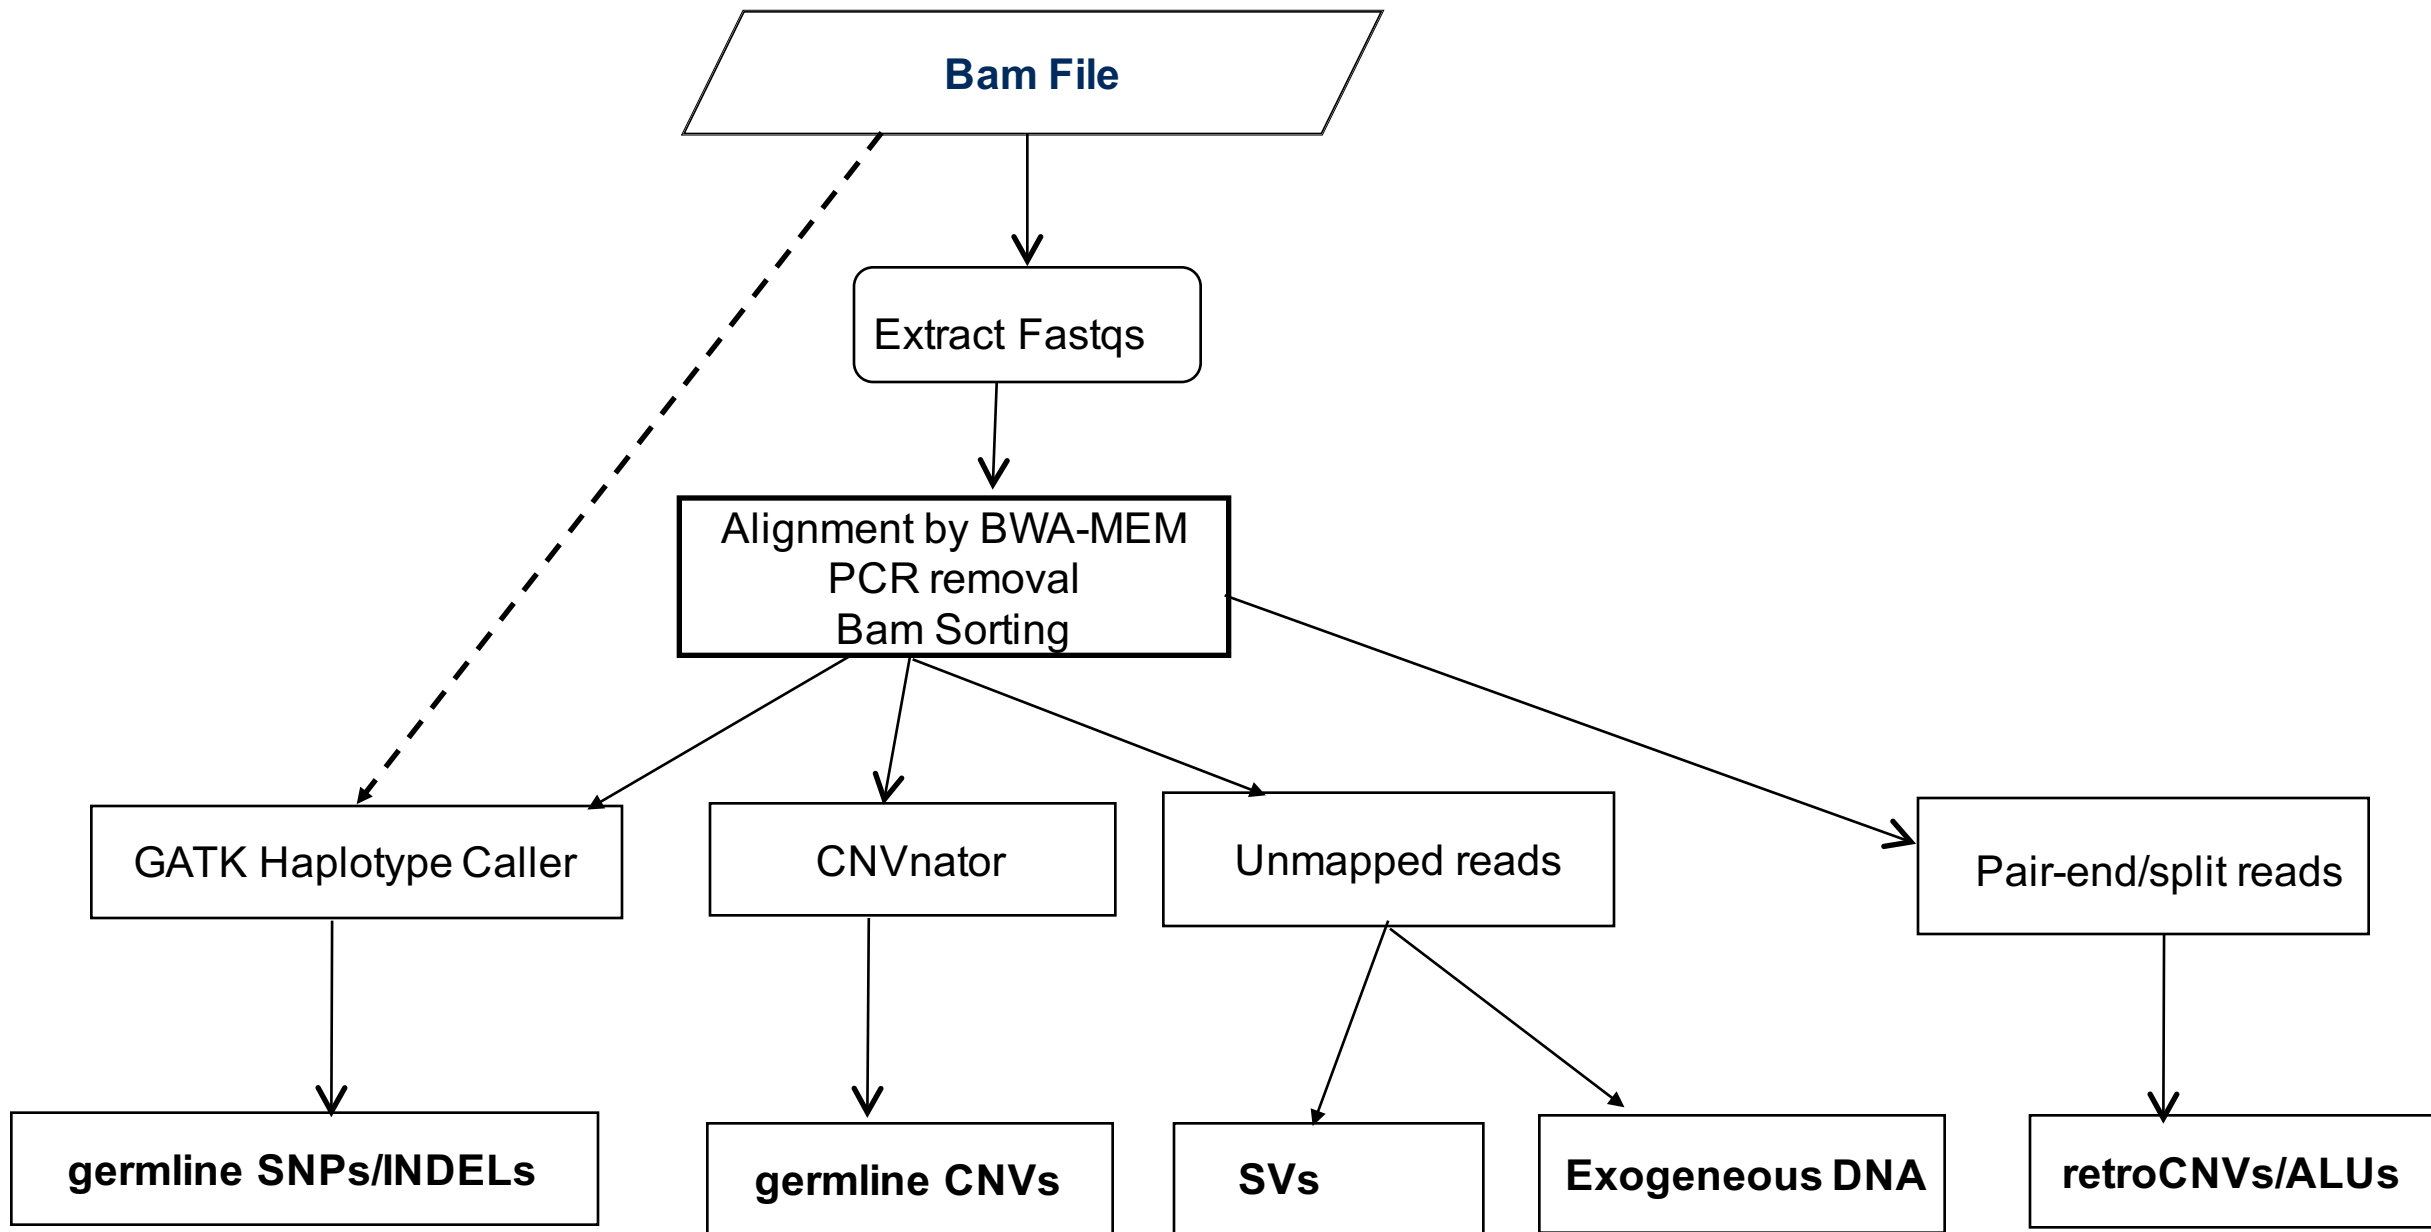 Bam File
Extract Fastqs
Alignment by BWA-MEM
PCR removal
Bam Sorting
GATK Haplotype Caller
CNVnator
Unmapped reads
Pair-end/split reads
germline SNPs/INDELs
germline CNVs
SVs
Exogeneous DNA
retroCNVs/ALUs